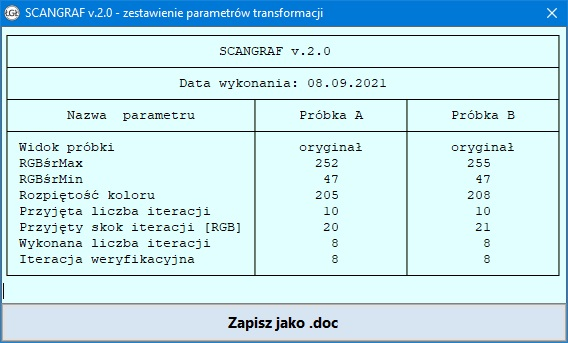 ŁGŁ SCANGRAF v.2.0 - zestawienie parametrów transformacji
SCANGRAF v.2.0
Data wykonania: 08.09.2021
Nazwa parametru Próbka A Próbka B
Widok próbki oryginał oryginał
RGBśrMax 252 255
RGBśrMin 47 47
Rozpiętość koloru 205 208
Przyjęta liczba iteracji 10 10
Przyjęty skok iteracji [RGB] 20 21
Wykonana liczba iteracji 8 8
Iteracja weryfikacyjna 8 8
Zapisz jako .doc